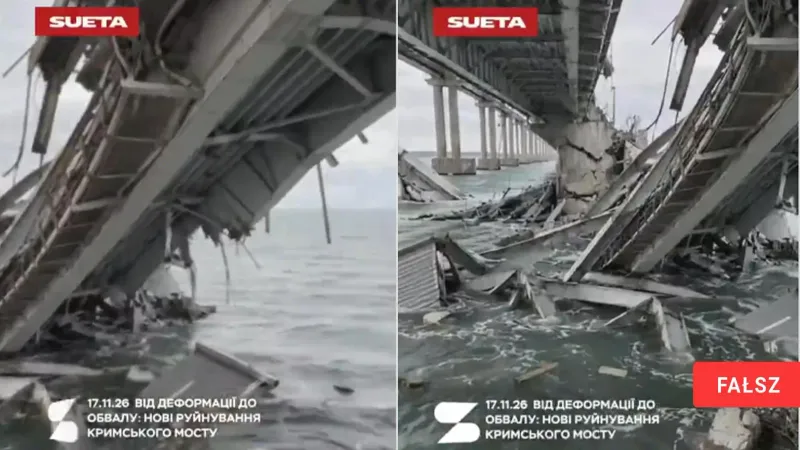 SUETA
17.11.26 ВІД ДЕФОРМАЦІЇ ДО
ОБВАЛУ: НОВІ РУЙНУВАННЯ
КРИМСЬКОГО МОСТУ
SUETA
17.11.26 ВІД ДЕФОРМАЦІЇ ДО
ОБВАЛУ: НОВІ РУЙНУВАННЯ
КРИМСЬКОГО МОСТУ
FAŁSZ